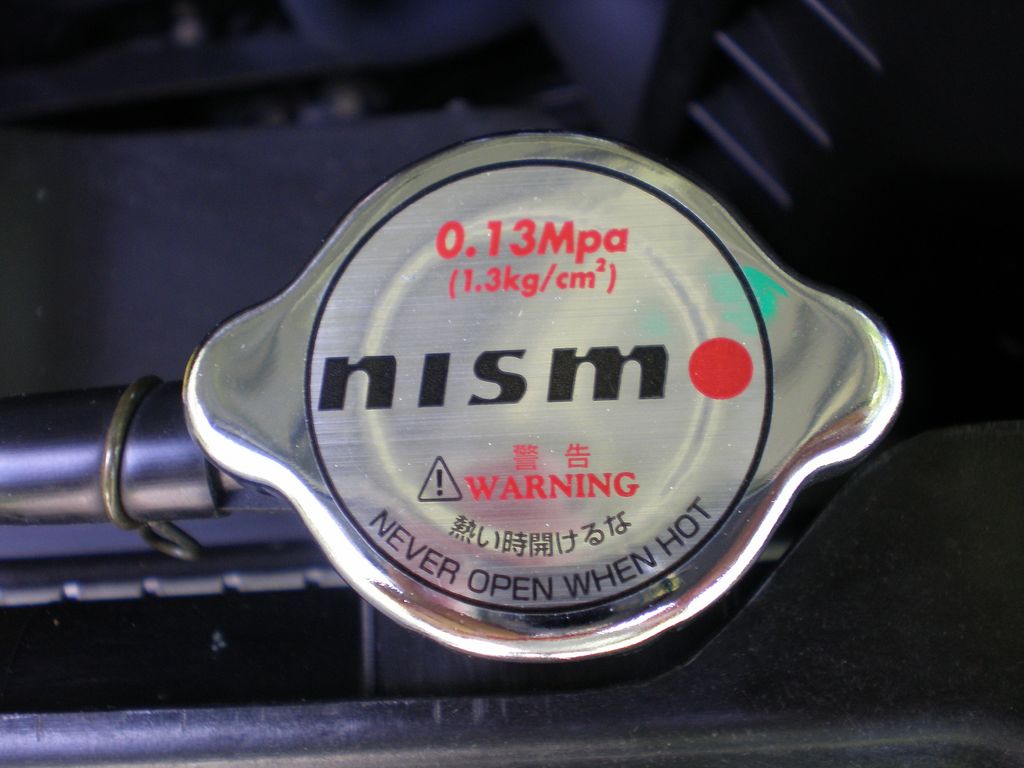 0.13Mpa
(1.3kg/cm²)
nismo
警告
WARNING
熱い時開けるな
NEVER OPEN WHEN HOT